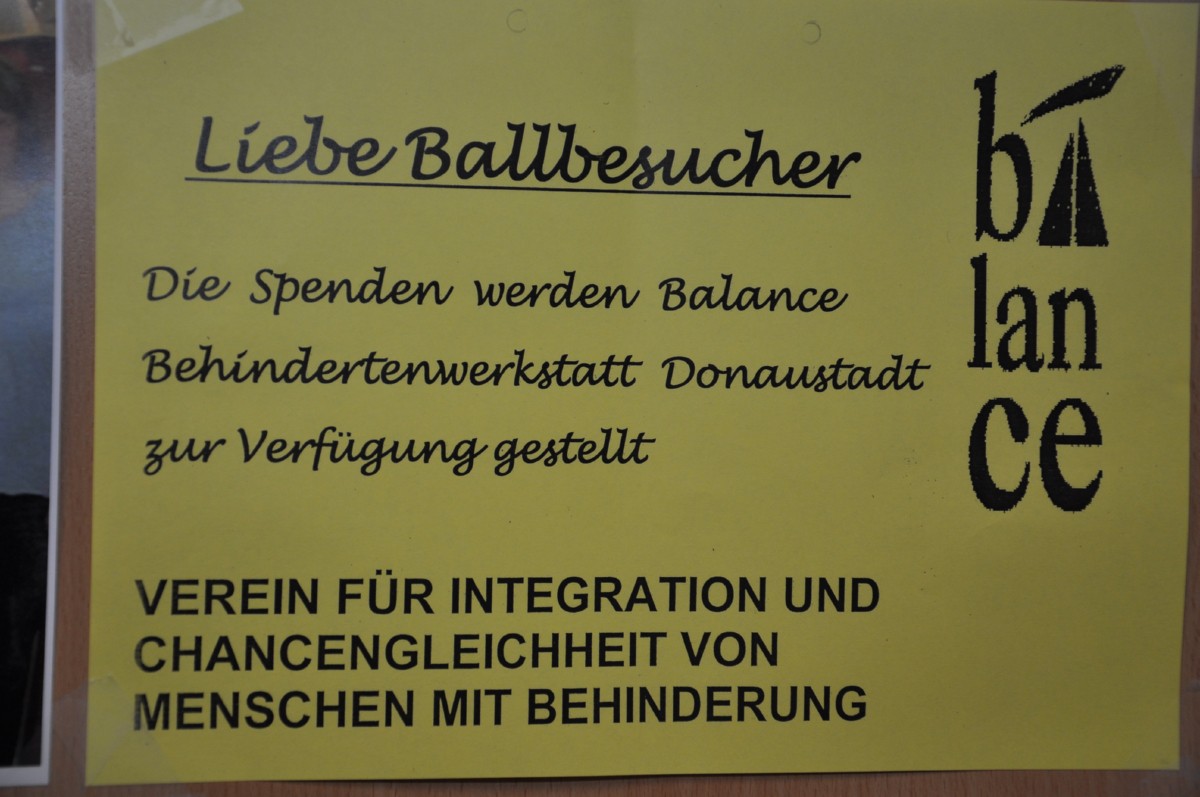 Liebe Ballbesucher
Die Spenden werden Balance
Behindertenwerkstatt Donaustadt
zur Verfügung gestellt
VEREIN FÜR INTEGRATION UND
CHANCENGLEICHHEIT VON
MENSCHEN MIT BEHINDERUNG
ba
lan
ce